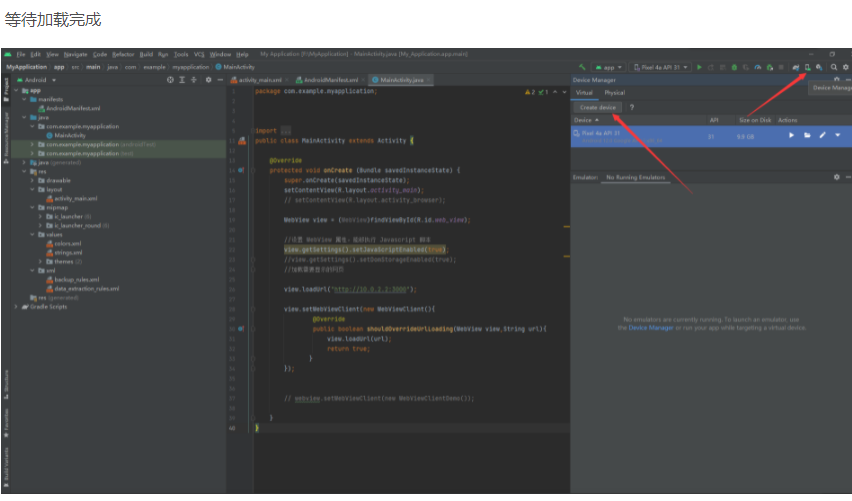 等待加载完成
File Edit View Navigate Code Refactor Build Run Tools VCS Window Help My Application [F:\MyApplication] - MainActivity.java [My_Application.app.main]
MyApplication app src main java com example myapplication MainActivity
app Pixel 4a API 31
Android
activity_main.xml AndroidManifest.xml MainActivity.java
Project
Resource Manager
Structure
Favorites
Build Variants
app
manifests
AndroidManifest.xml
java
com.example.myapplication
MainActivity
com.example.myapplication (androidTest)
com.example.myapplication (test)
java (generated)
res
drawable
layout
activity_main.xml
mipmap
ic_launcher (6)
ic_launcher_round (6)
values
colors.xml
strings.xml
themes (2)
xml
backup_rules.xml
data_extraction_rules.xml
res (generated)
Gradle Scripts
package com.example.myapplication;
2 1
import ...
public class MainActivity extends Activity {
@Override
protected void onCreate (Bundle savedInstanceState) {
super.onCreate(savedInstanceState);
setContentView(R.layout.activity_main);
// setContentView(R.layout.activity_browser);
WebView view = (WebView)findViewById(R.id.web_view);
//设置 WebView 属性，能够执行 Javascript 脚本
view.getSettings().setJavaScriptEnabled(true);
//view.getSettings().setDomStorageEnabled(true);
//加载需要显示的网页
view.loadUrl("http://10.0.2.2:3000");
view.setWebViewClient(new WebViewClient(){
@Override
public boolean shouldOverrideUrlLoading(WebView view,String url){
view.loadUrl(url);
return true;
}
});
// webview.setWebViewClient(new WebViewClientDemo());
}
}
Device Manager
Device Manag
Virtual Physical
Create device ?
Device API Size on Disk Actions
Pixel 4a API 31
31
Emulator: No Running Emulators
No emulators are currently running. To launch an emulator, use
the Device Manager or run your app while targeting a virtual device.